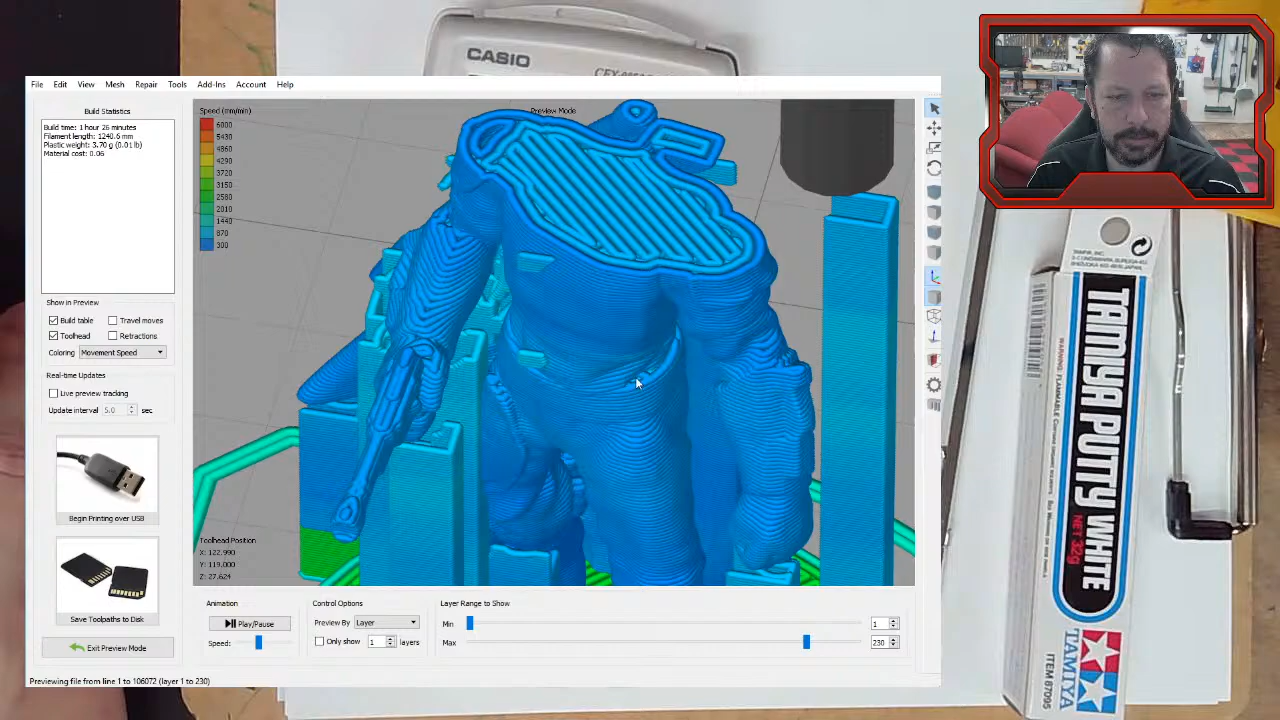 CASIO
File Edit View Mesh Repair Tools Add-Ins Account Help
Build Statistics
Build time: 1 hour 26 minutes
Filament length: 1240.6 mm
Plastic weight: 3.70 g (0.01 lb)
Material cost: 0.06
Show in Preview
Build table
Travel moves
Toolhead
Retractions
Coloring Movement Speed
Real-time Updates
Live preview tracking
Update interval 5.0 sec
Begin Printing over USB
Save Toolpaths to Disk
Exit Preview Mode
Speed (mm/min)
6000
5430
4860
4290
3720
3150
2580
2010
1440
870
300
Preview Mode
Toolhead Position
X: 122.990
Y: 119.000
Z: 27.624
Animation
Play/Pause
Speed:
Control Options
Preview By Layer
Only show 1 layers
Layer Range to Show
Min 1
Max 230
Previewing file from line 1 to 106072 (layer 1 to 230)
TAMIYA PUTTY WHITE
NET 32g
TAMIYA
ITEM 87095